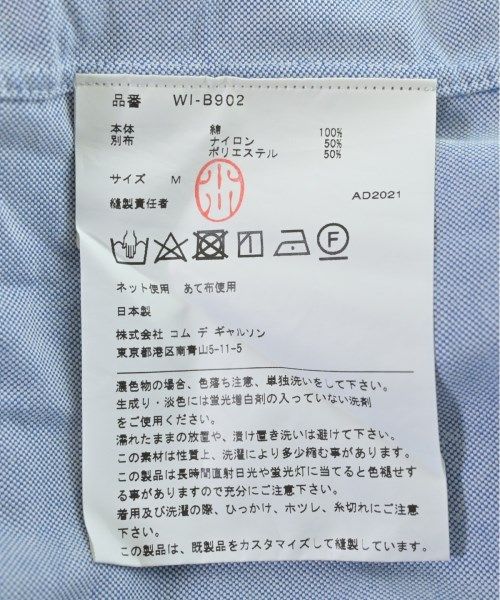 品番 WI-B902
本体 綿 100%
別布 ナイロン 50%
ポリエステル 50%
サイズ M
縫製責任者
AD2021
F
ネット使用 あて布使用
日本製
株式会社 コム デ ギャルソン
東京都港区南青山5-11-5
濃色物の場合、色落ち注意、単独洗いをして下さい。
生成り・淡色には蛍光増白剤の入っていない洗剤
をご使用ください。
濡れたままの放置や、漬け置き洗いは避けて下さい。
この素材は性質上、洗濯により多少縮む事があります。
この製品は長時間直射日光や蛍光灯に当てると色褪せす
る事がありますので充分にご注意下さい。
着用及び洗濯の際、ひっかけ、ホツレ、糸切れにご注意
下さい。
この製品は、既製品をカスタマイズして縫製しています。